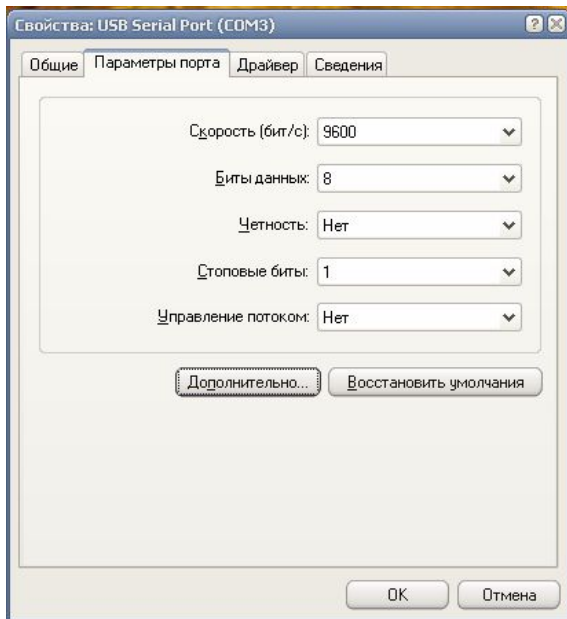 Свойства: USB Serial Port (COM3)
Общие Параметры порта Драйвер Сведения
Скорость (бит/с): 9600
Биты данных: 8
Четность: Нет
Стоповые биты: 1
Управление потоком: Нет
Дополнительно... Восстановить умолчания
OK Отмена